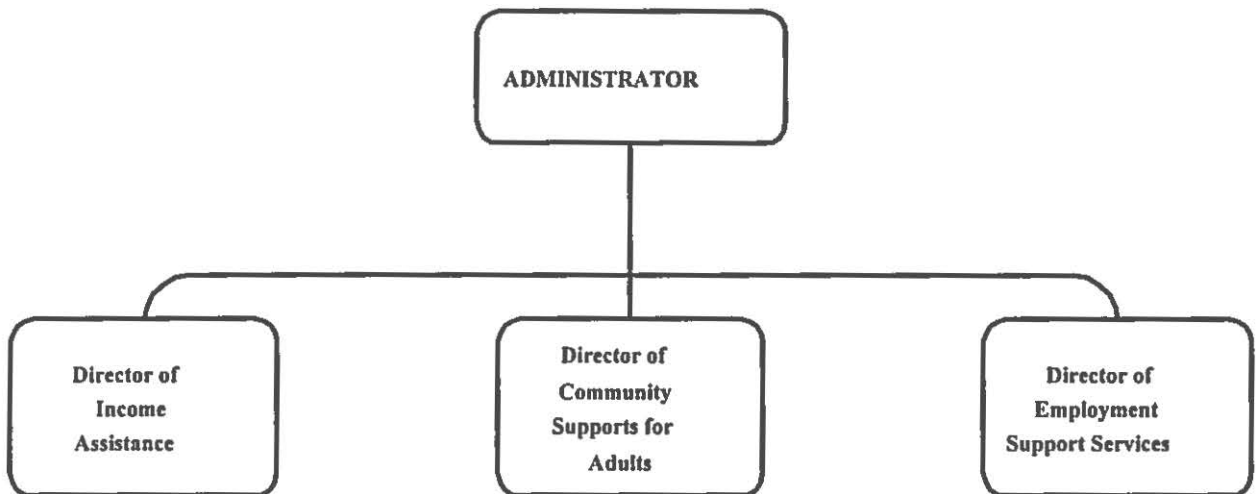 ADMINISTRATOR
Director of
Income
Assistance
Director of
Community
Supports for
Adults
Director of
Employment
Support Services